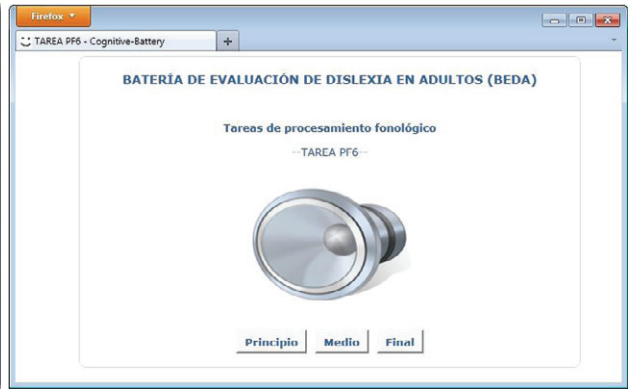 Firefox
TAREA PF6 - Cognitive-Battery
BATERÍA DE EVALUACIÓN DE DISLEXIA EN ADULTOS (BEDA)
Tareas de procesamiento fonológico
--TAREA PF6--
Principio Medio Final